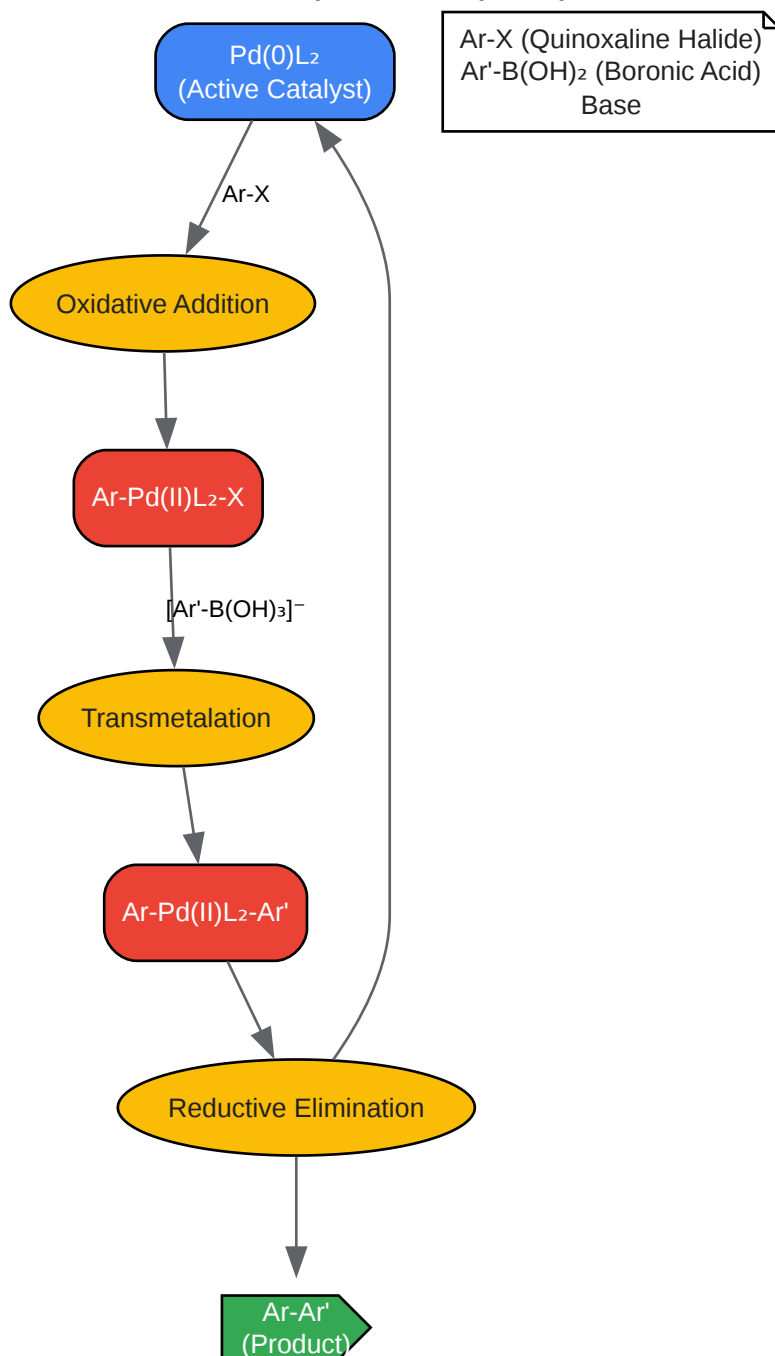 Pd(0)L₂
(Active Catalyst)
Ar-X (Quinoxaline Halide)
Ar'-B(OH)₂ (Boronic Acid)
Base
Ar-X
Oxidative Addition
Ar-Pd(II)L₂-X
[Ar'-B(OH)₃]⁻
Transmetalation
Ar-Pd(II)L₂-Ar'
Reductive Elimination
Ar-Ar'
(Product)